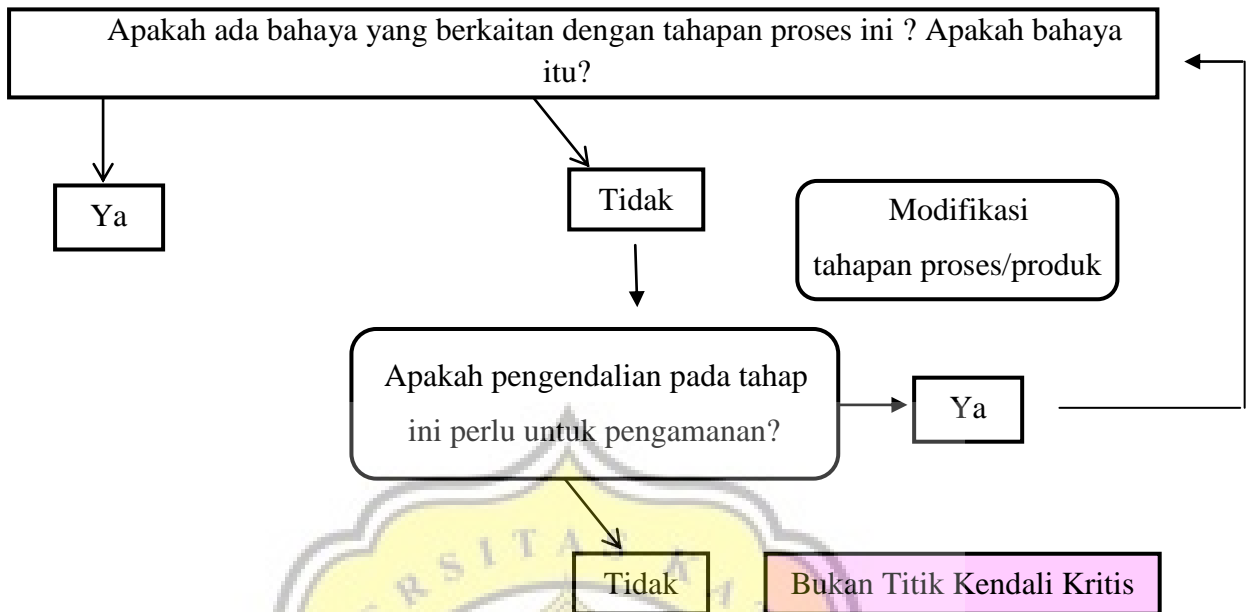 Apakah ada bahaya yang berkaitan dengan tahapan proses ini ? Apakah bahaya
itu?
Ya
Tidak
Modifikasi
tahapan proses/produk
Apakah pengendalian pada tahap
ini perlu untuk pengamanan?
Ya
Tidak
Bukan Titik Kendali Kritis
R S I T A S K A